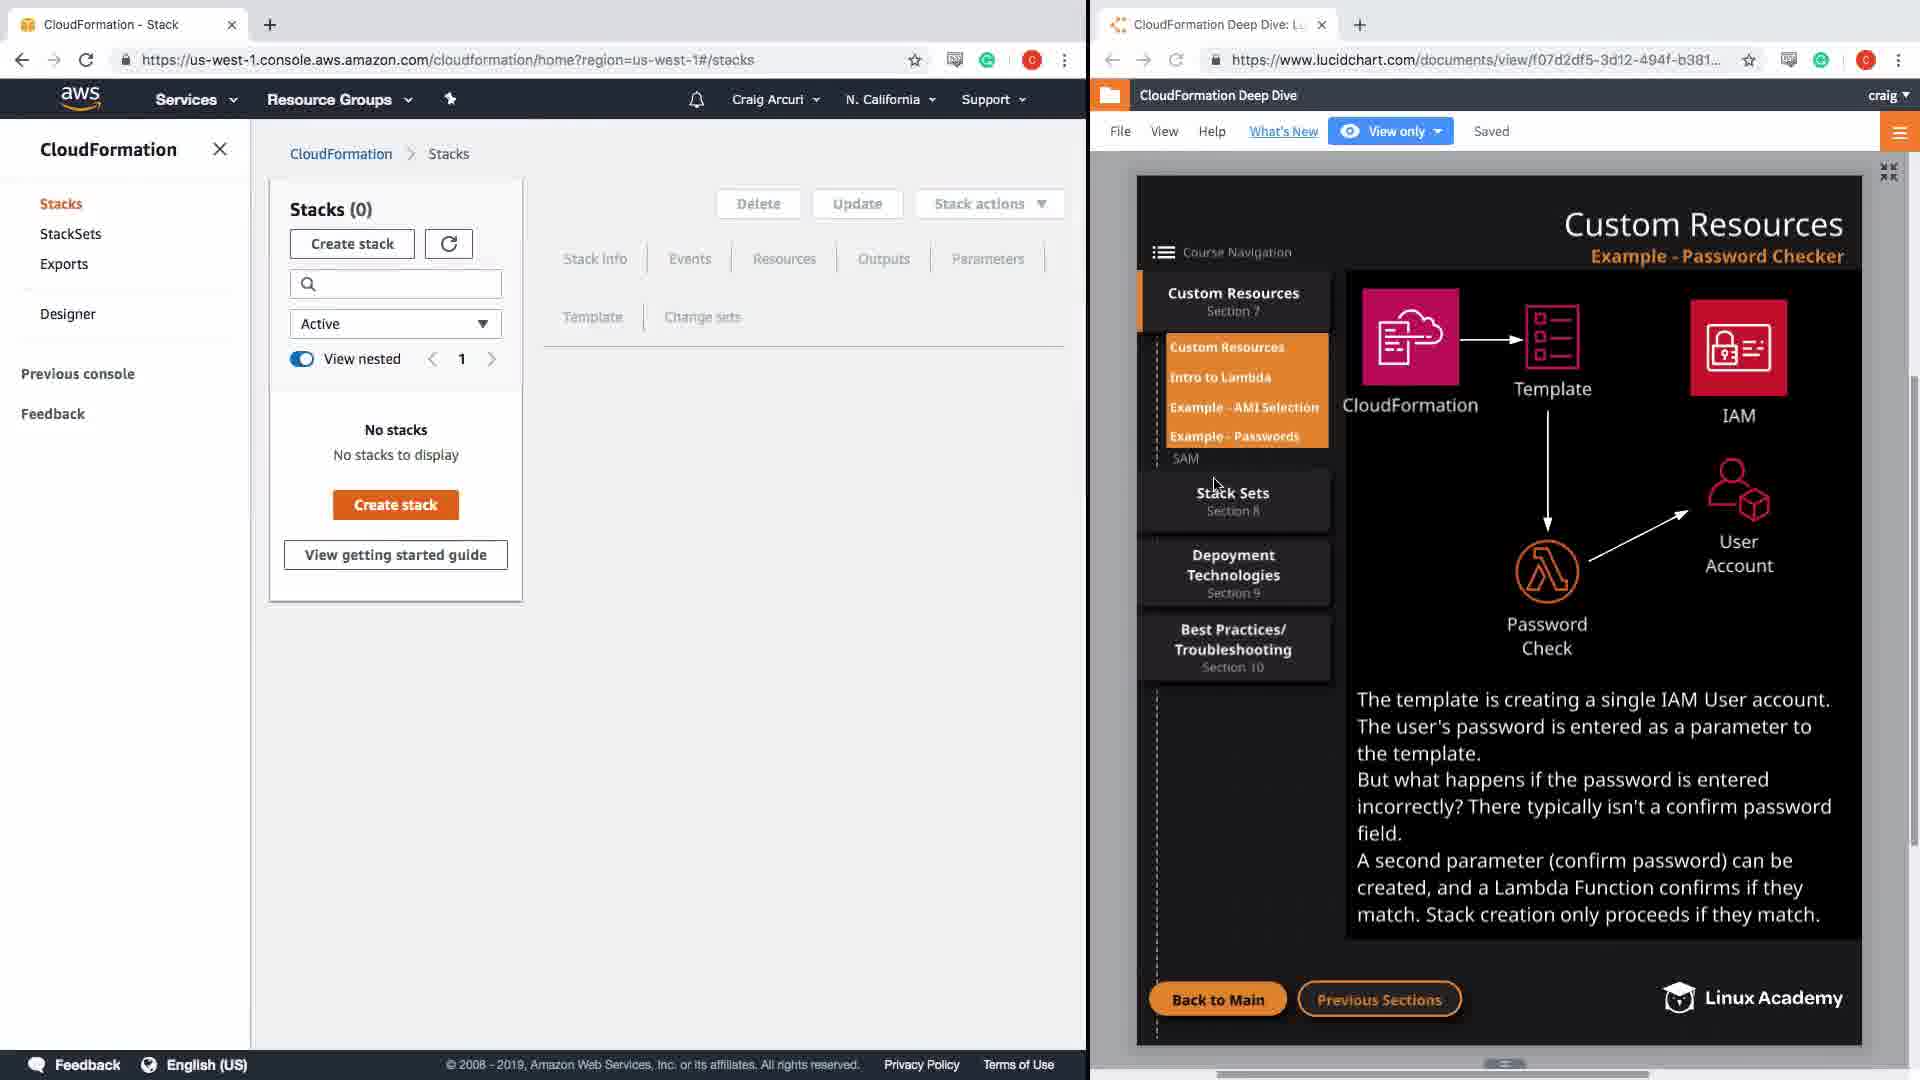 CloudFormation - Stack
https://us-west-1.console.aws.amazon.com/cloudformation/home?region=us-west-1#/stacks
C
aws
Services
Resource Groups
Craig Arcuri
N. California
Support
CloudFormation
Stacks
StackSets
Exports
Designer
Previous console
Feedback
CloudFormation
Stacks
Stacks (0)
Create stack
Active
View nested
1
No stacks
No stacks to display
Create stack
View getting started guide
Delete
Update
Stack actions
Stack info
Events
Resources
Outputs
Parameters
Template
Change sets
Feedback
English (US)
© 2008 - 2019, Amazon Web Services, Inc. or its affiliates. All rights reserved.
Privacy Policy
Terms of Use
CloudFormation Deep Dive: L
https://www.lucidchart.com/documents/view/f07d2df5-3d12-494f-b381...
C
CloudFormation Deep Dive
craig
File
View
Help
What's New
View only
Saved
Custom Resources
Example - Password Checker
Course Navigation
Custom Resources
Section 7
Custom Resources
Intro to Lambda
Example - AMI Selection
Example - Passwords
SAM
Stack Sets
Section 8
Depoyment
Technologies
Section 9
Best Practices/
Troubleshooting
Section 10
CloudFormation
Template
IAM
User
Account
Password
Check
The template is creating a single IAM User account.
The user's password is entered as a parameter to
the template.
But what happens if the password is entered
incorrectly? There typically isn't a confirm password
field.
A second parameter (confirm password) can be
created, and a Lambda Function confirms if they
match. Stack creation only proceeds if they match.
Back to Main
Previous Sections
Linux Academy